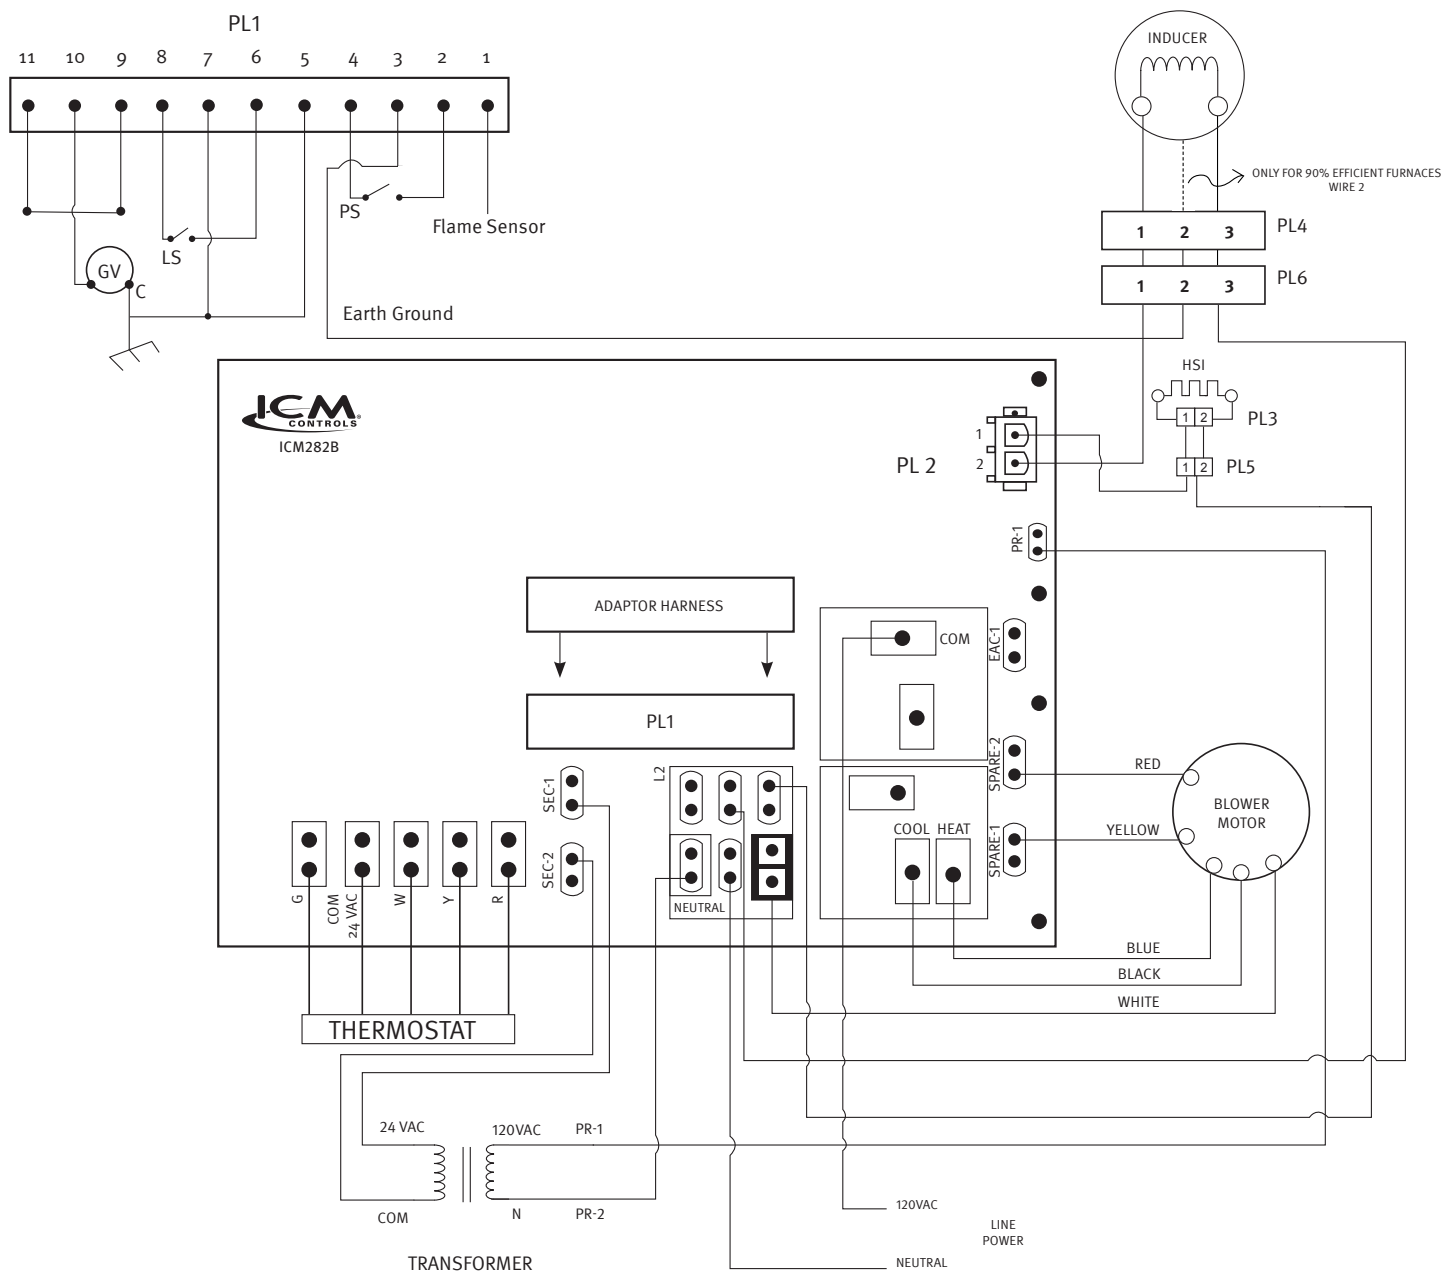 PL1
11 10 9 8 7 6 5 4 3 2 1
INDUCER
ONLY FOR 90% EFFICIENT FURNACES
WIRE 2
PS
Flame Sensor
LS
GV
C
1 2 3 PL4
1 2 3 PL6
Earth Ground
HSI
1 2 PL3
1 2 PL5
ICM®
CONTROLS
ICM282B
PL 2
1
2
PR-1
ADAPTOR HARNESS
COM
EAC-1
PL1
SPARE-2
RED
BLOWER
MOTOR
L2
SEC-1
COOL HEAT
SPARE-1
YELLOW
SEC-2
NEUTRAL
G
COM
24 VAC
W
Y
R
BLUE
BLACK
WHITE
THERMOSTAT
24 VAC
120VAC
PR-1
COM
N
PR-2
120VAC
LINE
POWER
NEUTRAL
TRANSFORMER